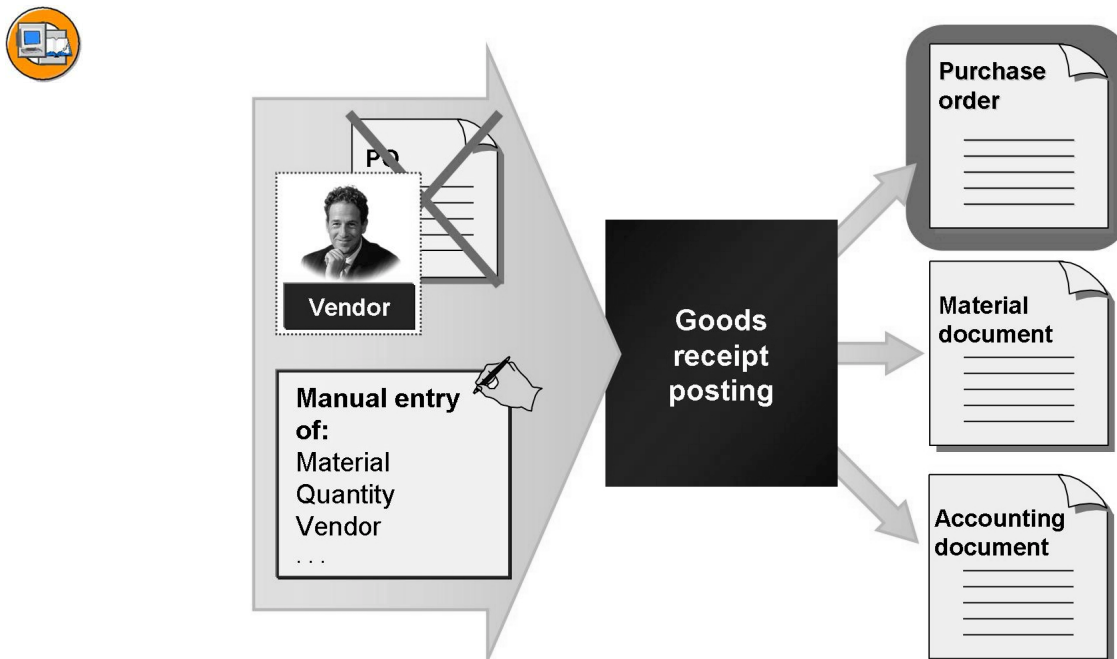 PO
Vendor
Manual entry
of:
Material
Quantity
Vendor
. . .
Goods
receipt
posting
Purchase
order
Material
document
Accounting
document